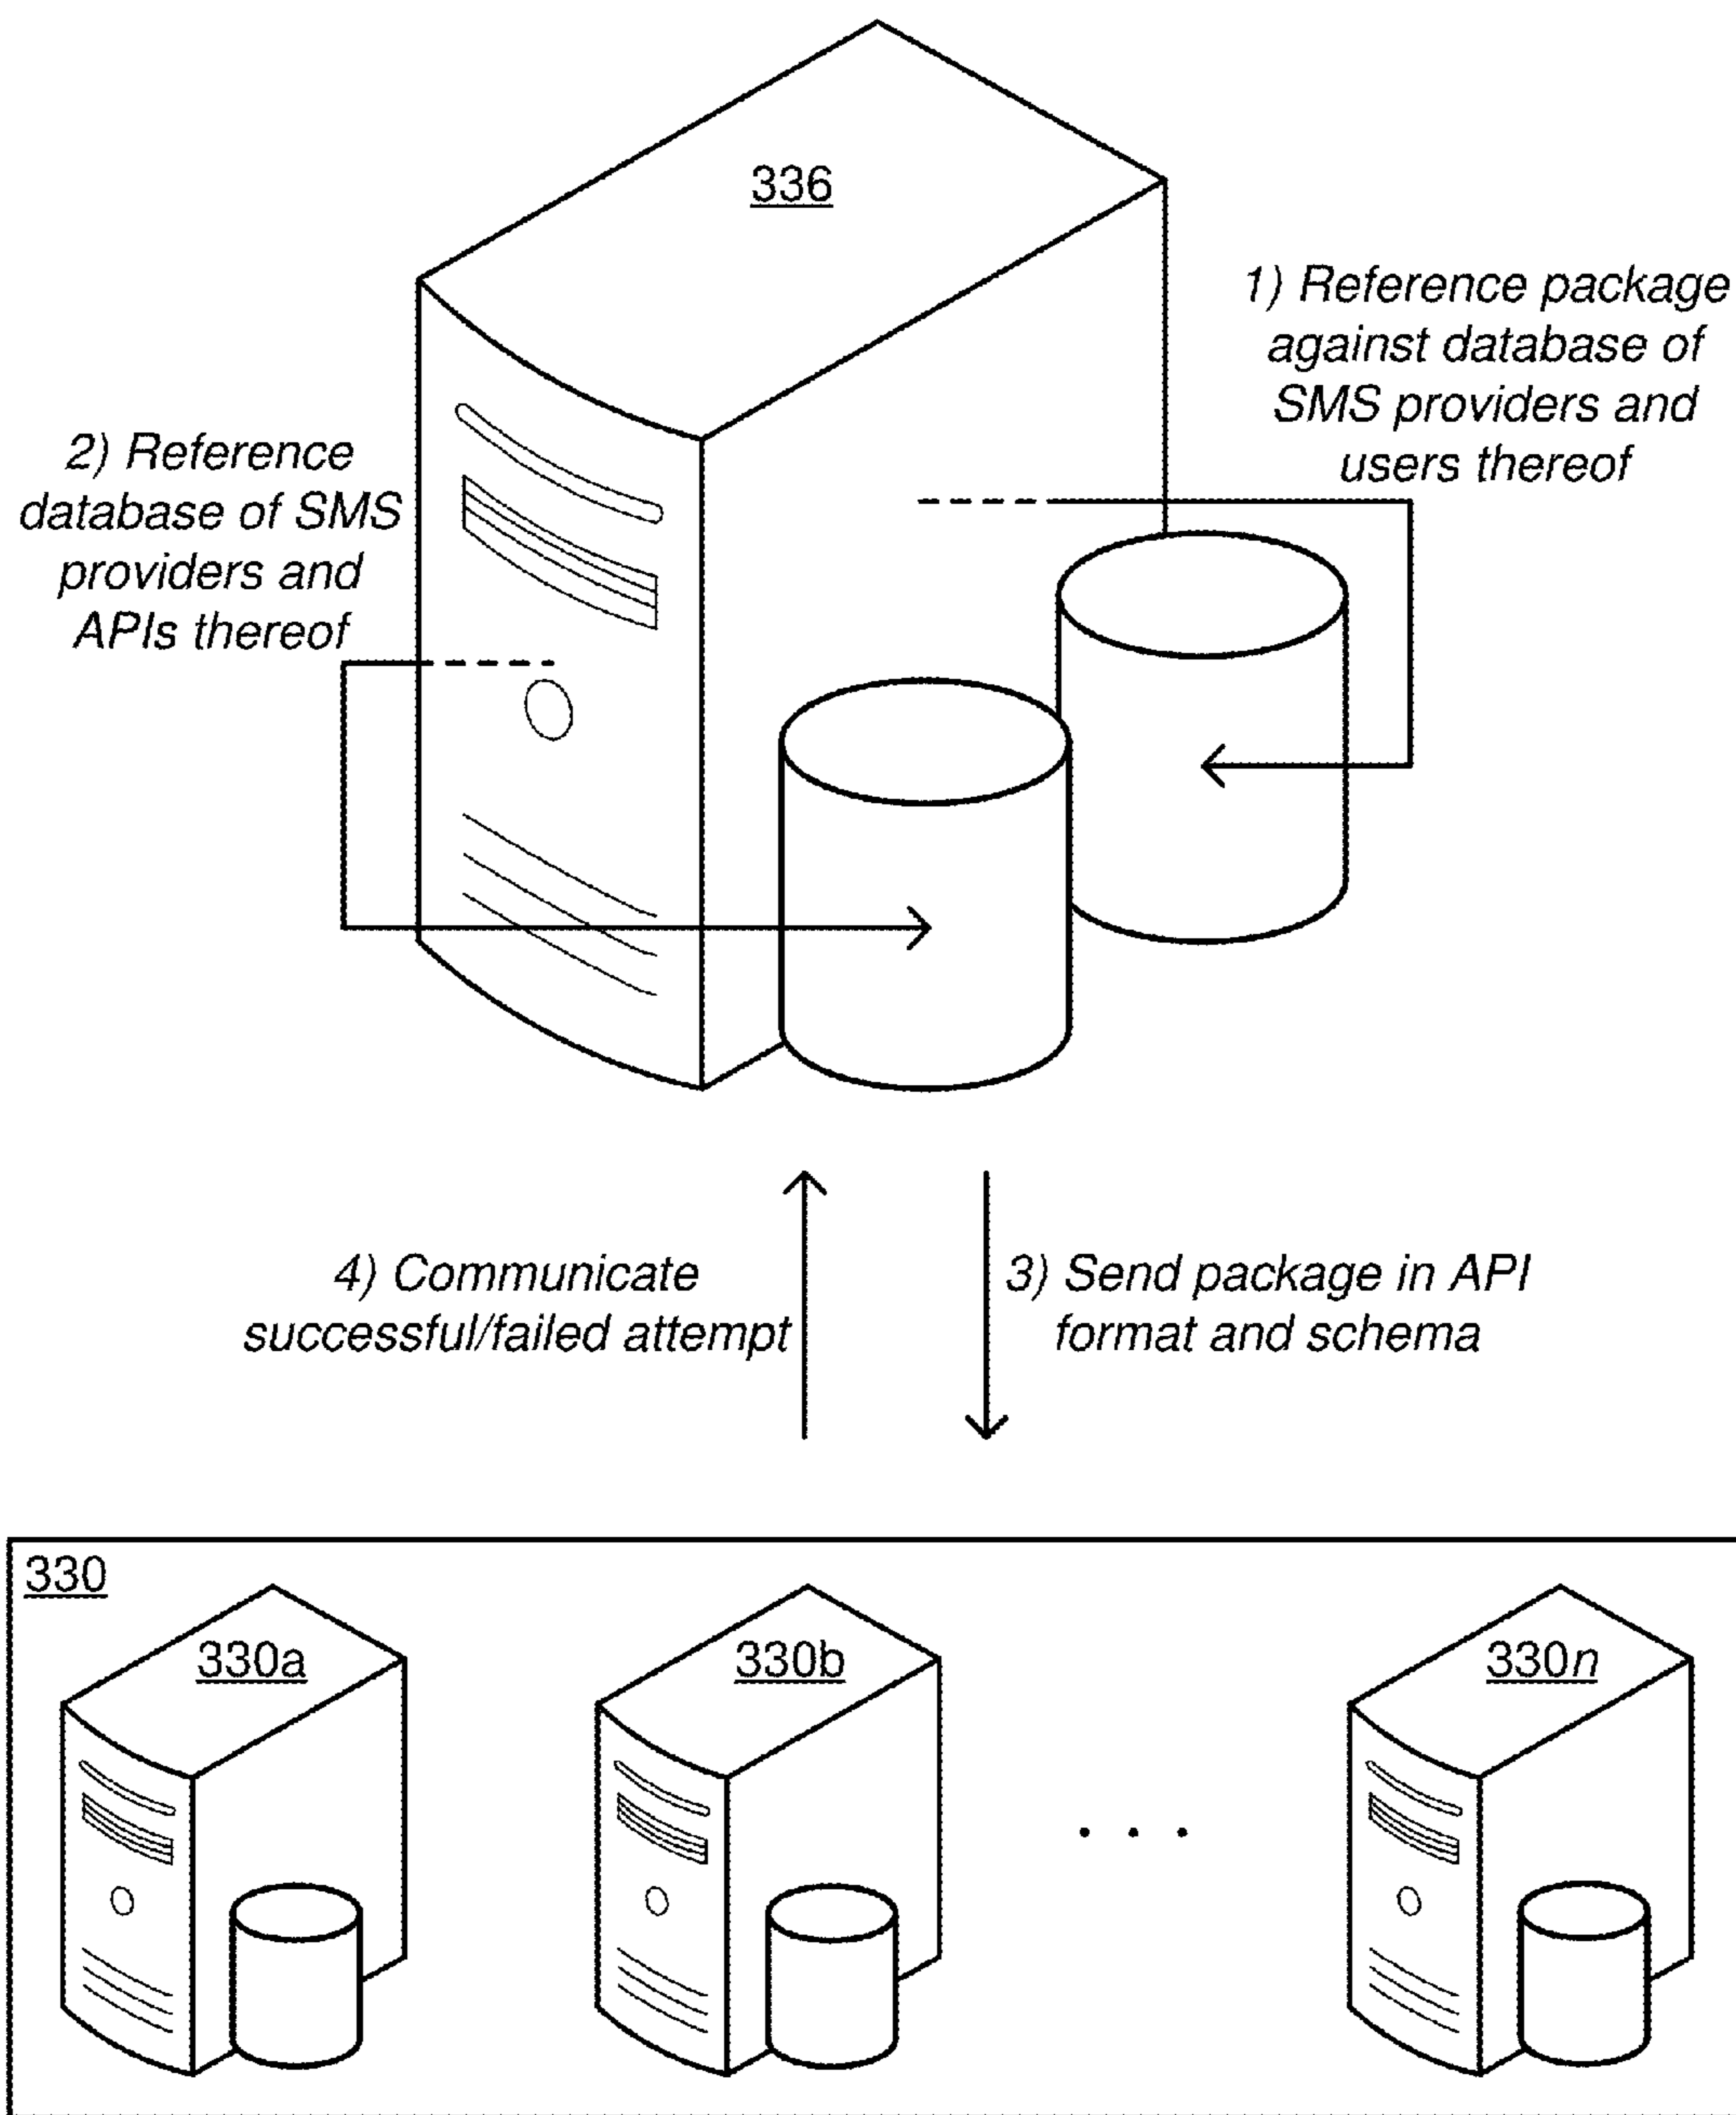 336
1) Reference package
against database of
SMS providers and
users thereof
2) Reference
database of SMS
providers and
APIs thereof
4) Communicate
successful/failed attempt
3) Send package in API
format and schema
330
330a
330b
. . .
330n